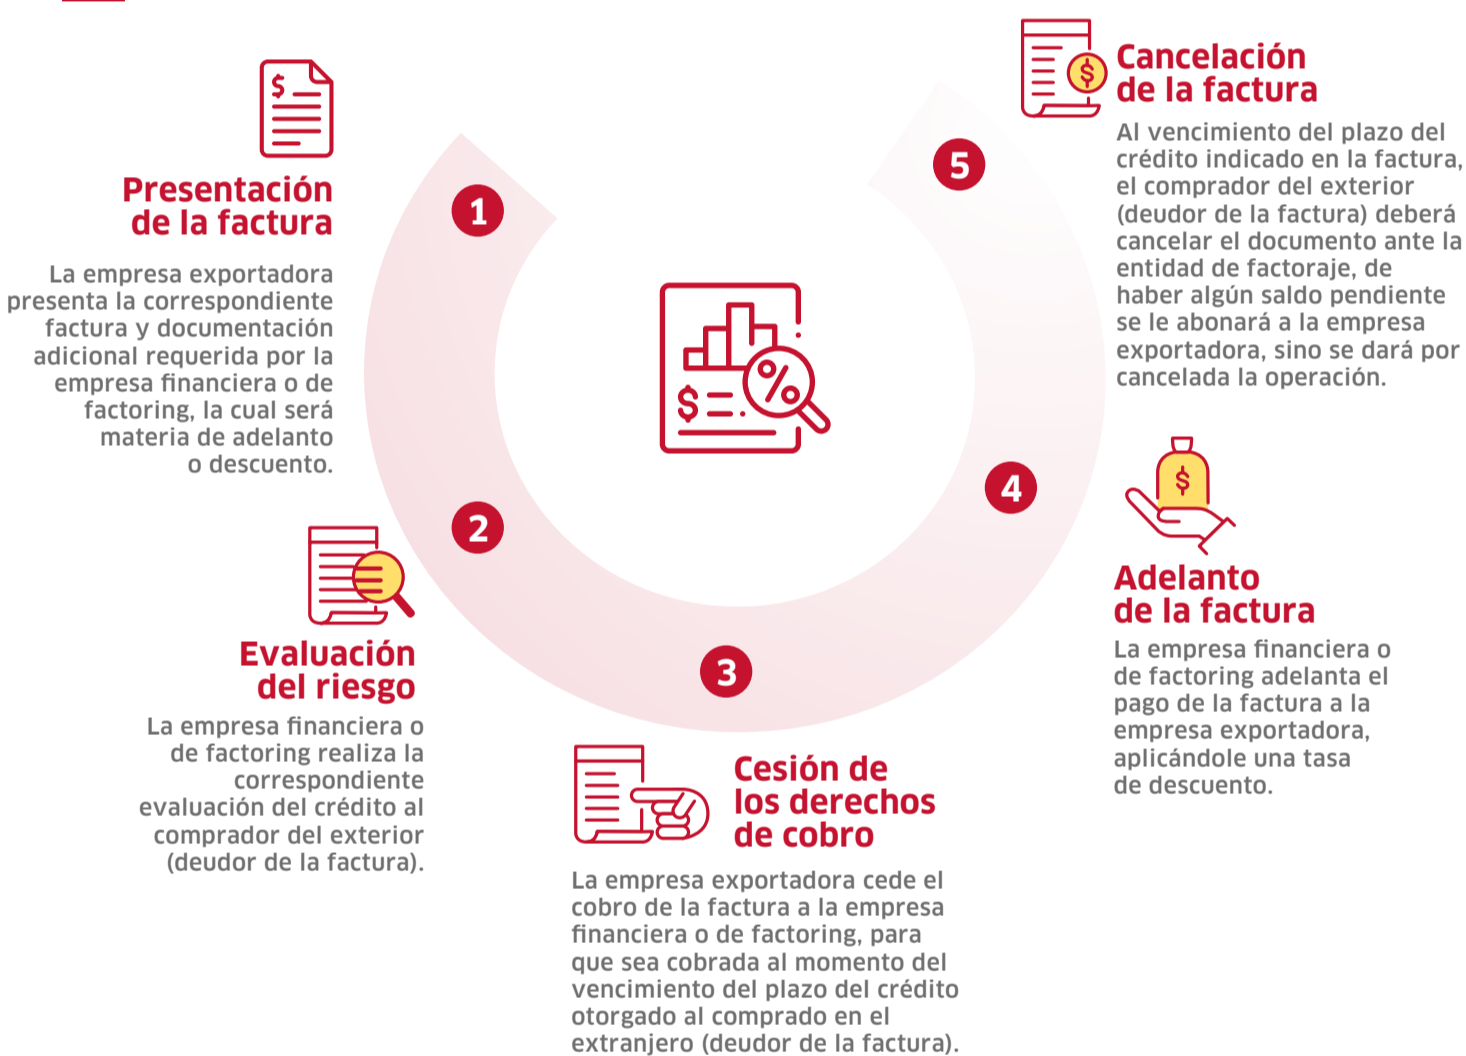 1
Presentación
de la factura
La empresa exportadora
presenta la correspondiente
factura y documentación
adicional requerida por la
empresa financiera o de
factoring, la cual será
materia de adelanto
o descuento.
2
Evaluación
del riesgo
La empresa financiera o
de factoring realiza la
correspondiente
evaluación del crédito al
comprador del exterior
(deudor de la factura).
3
Cesión de
los derechos
de cobro
La empresa exportadora cede el
cobro de la factura a la empresa
financiera o de factoring, para
que sea cobrada al momento del
vencimiento del plazo del crédito
otorgado al comprado en el
extranjero (deudor de la factura).
4
Adelanto
de la factura
La empresa financiera o
de factoring adelanta el
pago de la factura a la
empresa exportadora,
aplicándole una tasa
de descuento.
5
Cancelación
de la factura
Al vencimiento del plazo del
crédito indicado en la factura,
el comprador del exterior
(deudor de la factura) deberá
cancelar el documento ante la
entidad de factoraje, de
haber algún saldo pendiente
se le abonará a la empresa
exportadora, sino se dará por
cancelada la operación.